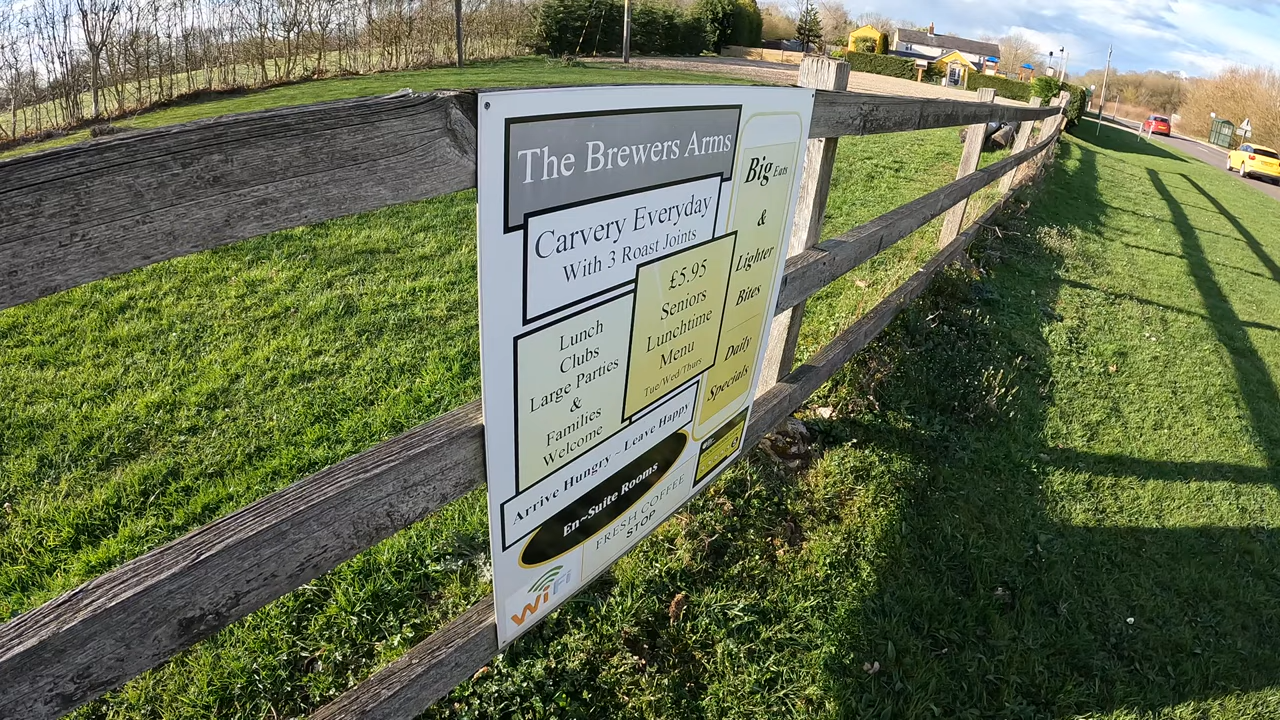 The Brewers Arms
Carvery Everyday
With 3 Roast Joints
£5.95
Seniors
Lunchtime
Menu
Tue/Wed/Thurs
Lunch
Clubs
Large Parties
&
Families
Welcome
Big Eats
&
Lighter
Bites
Daily
Specials
Arrive Hungry ~ Leave Happy
En~Suite Rooms
FRESH COFFEE
STOP
WiFi